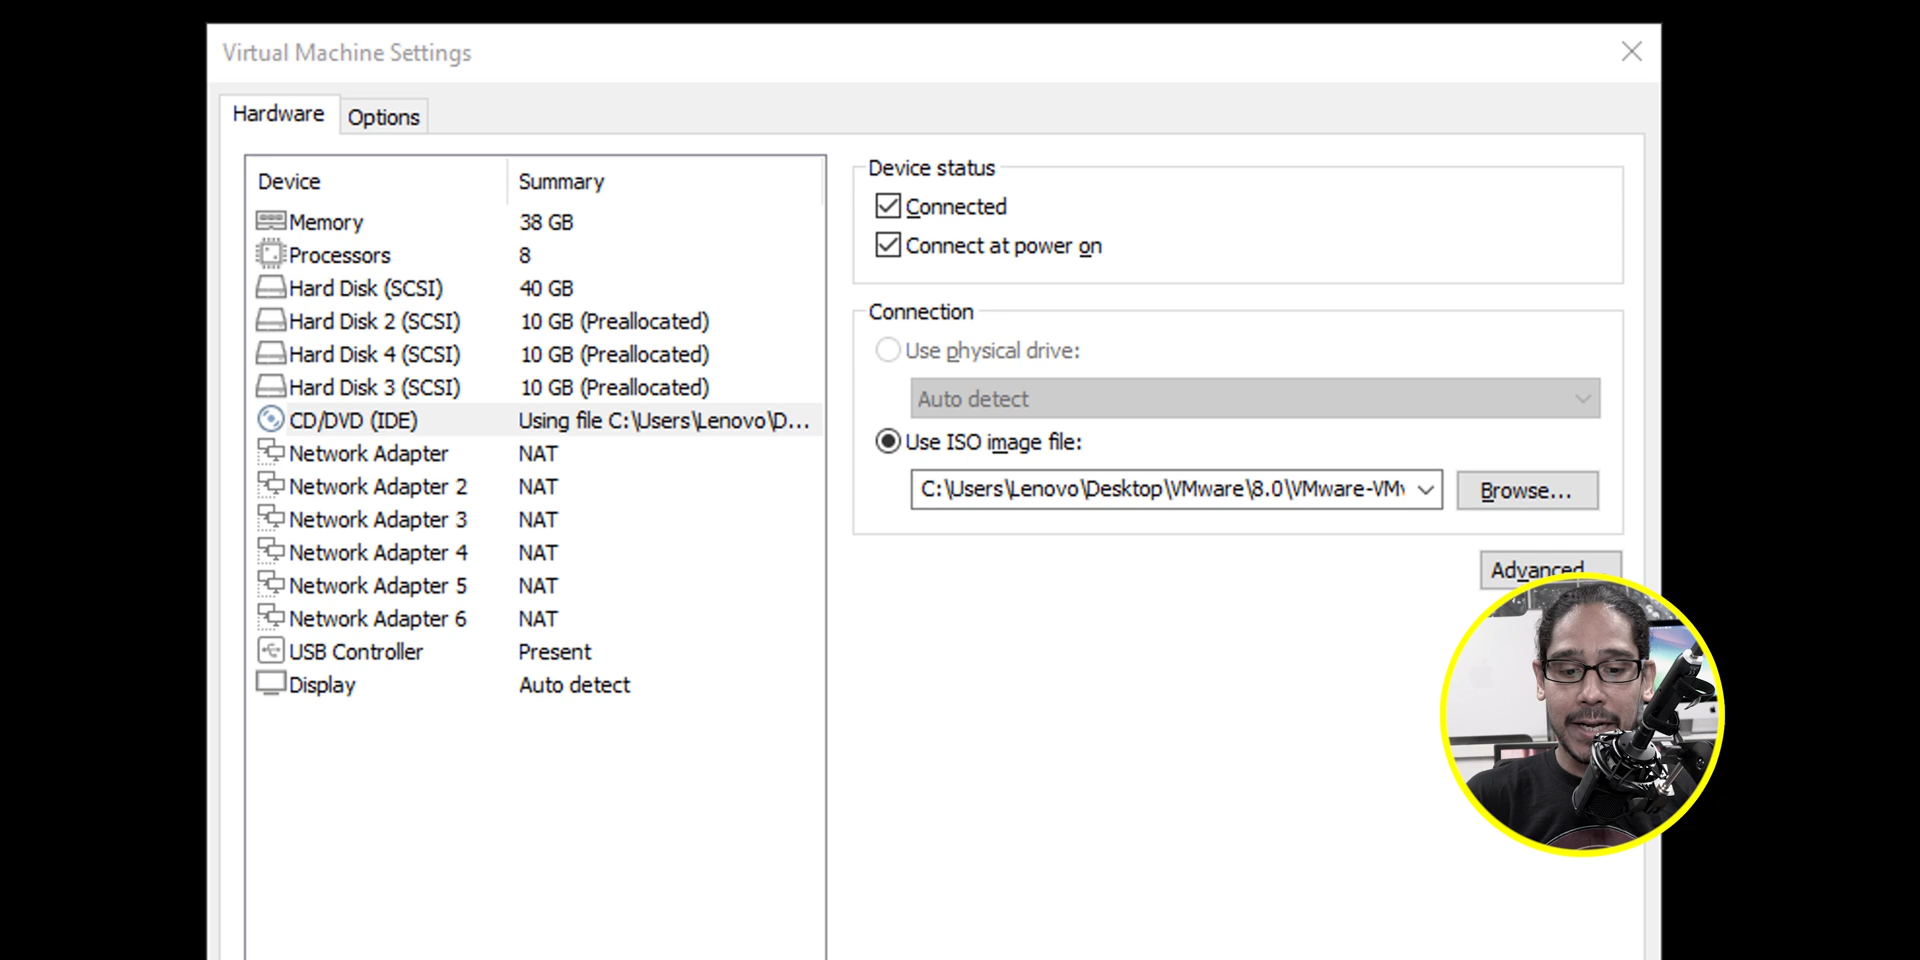 Virtual Machine Settings
Hardware
Options
Device Summary
Memory 38 GB
Processors 8
Hard Disk (SCSI) 40 GB
Hard Disk 2 (SCSI) 10 GB (Preallocated)
Hard Disk 4 (SCSI) 10 GB (Preallocated)
Hard Disk 3 (SCSI) 10 GB (Preallocated)
CD/DVD (IDE) Using file C:\Users\Lenovo\D...
Network Adapter NAT
Network Adapter 2 NAT
Network Adapter 3 NAT
Network Adapter 4 NAT
Network Adapter 5 NAT
Network Adapter 6 NAT
USB Controller Present
Display Auto detect
Device status
Connected
Connect at power on
Connection
Use physical drive:
Auto detect
Use ISO image file:
C:\Users\Lenovo\Desktop\VMware\8.0\VMware-VMv
Browse...
Advanced...